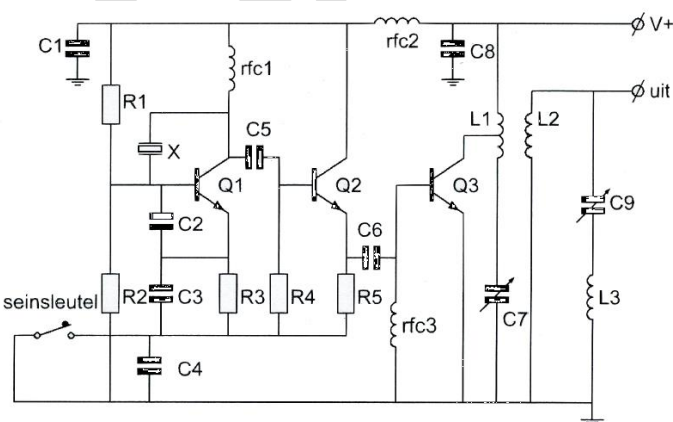 V+
C1
rfc2
C8
rfc1
uit
R1
L1
L2
C5
X
Q1
Q2
Q3
C9
C2
C6
seinsleutel
R2
C3
R3
R4
R5
L3
rfc3
C7
C4